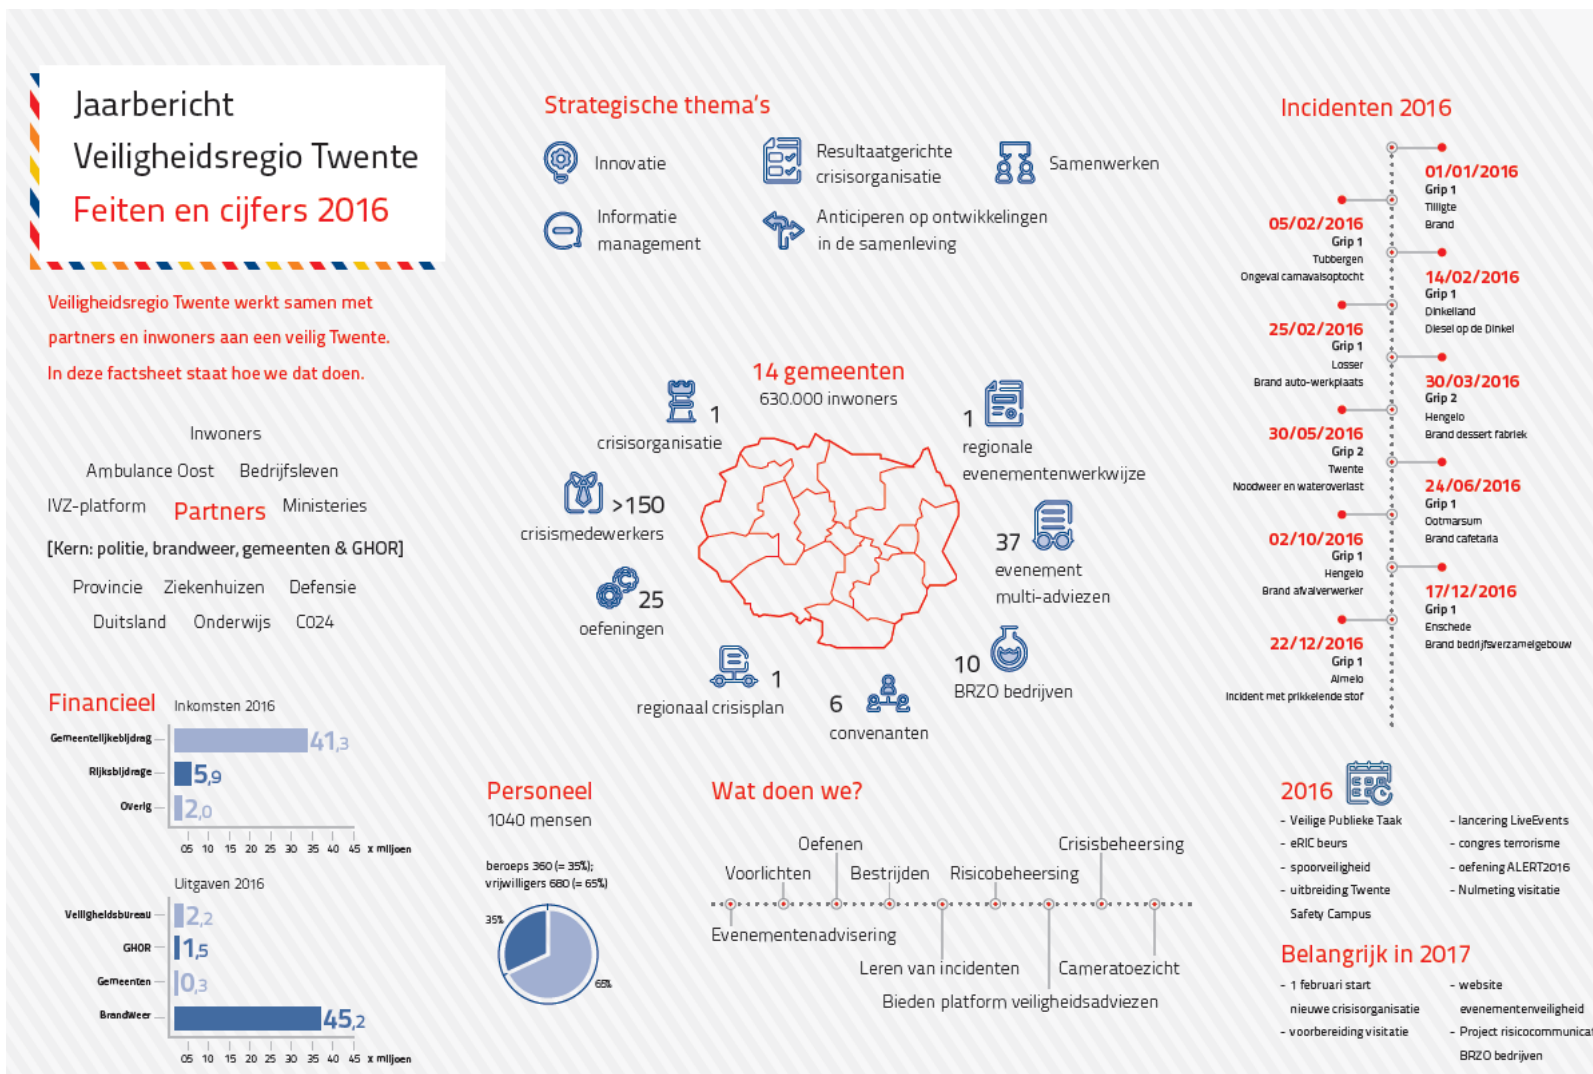 Jaarbericht
Veiligheidsregio Twente
Feiten en cijfers 2016
Veiligheidsregio Twente werkt samen met
partners en inwoners aan een veilig Twente.
In deze factsheet staat hoe we dat doen.
Inwoners
Ambulance Oost Bedrijfsleven
IVZ-platform Partners Ministeries
[Kern: politie, brandweer, gemeenten & GHOR]
Provincie Ziekenhuizen Defensie
Duitsland Onderwijs CO24
Financieel Inkomsten 2016
Gemeentelijkebijdrag 41,3
Rijksbijdrage 5,9
Overig 2,0
05 10 15 20 25 30 35 40 45 x miljoen
Uitgaven 2016
Veiligheidsbureau 2,2
GHOR 1,5
Gemeenten 0,3
BrandWeer 45,2
05 10 15 20 25 30 35 40 45 x miljoen
Strategische thema's
Innovatie
Resultaatgerichte
crisisorganisatie
Samenwerken
Informatie
management
Anticiperen op ontwikkelingen
in de samenleving
14 gemeenten
630.000 inwoners
1
crisisorganisatie
>150
crisismedewerkers
25
oefeningen
1
regionaal crisisplan
6
convenanten
10
BRZO bedrijven
37
evenement
multi-adviezen
1
regionale
evenementenwerkwijze
Personeel
1040 mensen
beroeps 360 (= 35%);
vrijwilligers 680 (= 65%)
35%
65%
Wat doen we?
Oefenen
Crisisbeheersing
Voorlichten
Bestrijden
Risicobeheersing
Evenementenadvisering
Leren van incidenten
Cameratoezicht
Bieden platform veiligheidsadviezen
Incidenten 2016
01/01/2016
Grip 1
Tilligte
Brand
05/02/2016
Grip 1
Tubbergen
Ongeval carnavalsoptocht
14/02/2016
Grip 1
Dinkelland
Diesel op de Dinkel
25/02/2016
Grip 1
Losser
Brand auto-werkplaats
30/03/2016
Grip 2
Hengelo
Brand dessert fabriek
30/05/2016
Grip 2
Twente
Noodweer en wateroverlast
24/06/2016
Grip 1
Ootmarsum
Brand cafetaria
02/10/2016
Grip 1
Hengelo
Brand afvalverwerker
17/12/2016
Grip 1
Enschede
Brand bedrijfsverzamelgebouw
22/12/2016
Grip 1
Almelo
Incident met prikkelende stof
2016
- Veilige Publieke Taak
- eRIC beurs
- spoorveiligheid
- uitbreiding Twente
Safety Campus
- lancering LiveEvents
- congres terrorisme
- oefening ALERT2016
- Nulmeting visitatie
Belangrijk in 2017
- 1 februari start
nieuwe crisisorganisatie
- voorbereiding visitatie
- website
evenementenveiligheid
- Project risicocommunicat
BRZO bedrijven